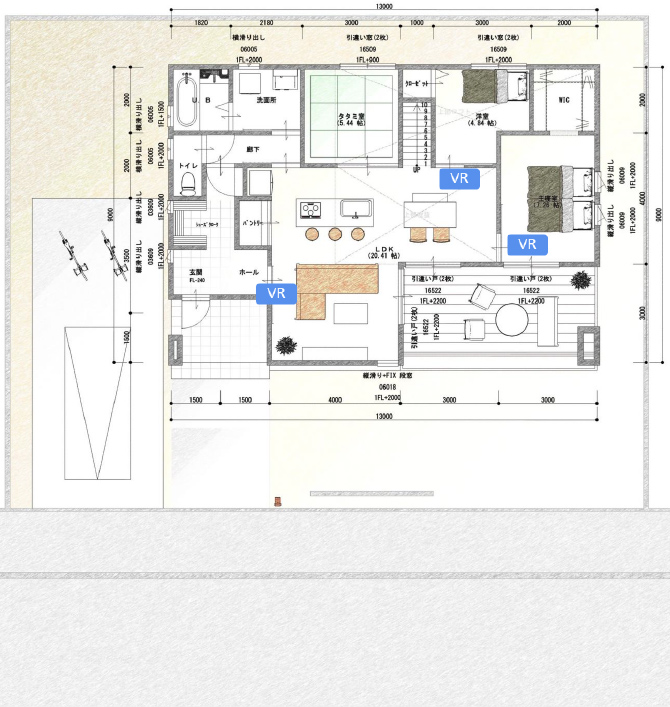 13000
1820
2180
3000
1000
3000
2000
横滑り出し
06005
1FL+2000
引違い窓(2枚)
16509
1FL+900
引違い窓(2枚)
16509
1FL+2000
U.B
洗面所
タタミ室
(5.44 帖)
クローゼット
洋室
(4.84 帖)
WIC
10
9
8
7
6
5
4
3
2
1
UP
2000
横滑り出し
06005
1FL+1500
廊下
トイレ
2000
横滑り出し
06005
1FL+2000
9000
シューズクローク
パントリー
縦滑り出し
03609
1FL+2000
3500
縦滑り出し
03609
1FL+2000
玄関
FL-240
ホール
LDK
(20.41 帖)
VR
VR
VR
主寝室
2000
4000
9000
3000
縦滑り出し
06009
1FL+2000
縦滑り出し
06009
1FL+2000
引違い戸(2枚)
16522
1FL+2200
引違い戸(2枚)
16522
1FL+2200
引違い戸(2枚)
16522
1FL+2200
1500
縦滑り+FIX 段窓
06018
1FL+2000
1500
1500
4000
3000
3000
13000